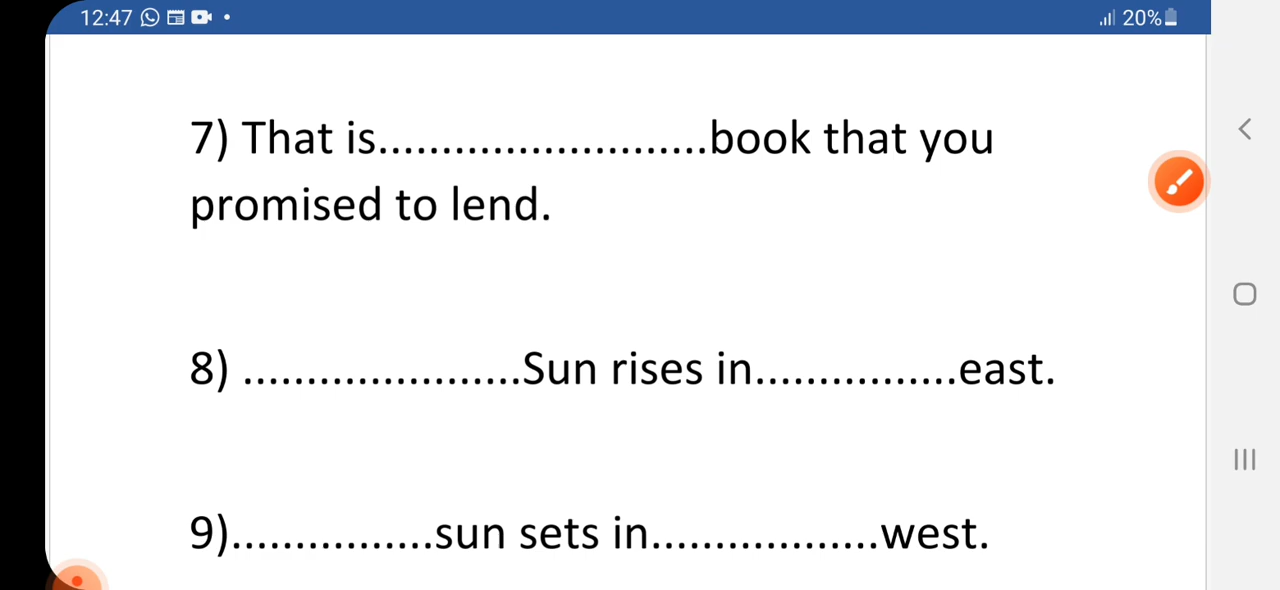 12:47 20%
7) That is..........................book that you
promised to lend.
8) ......................Sun rises in................east.
9)................sun sets in..................west.